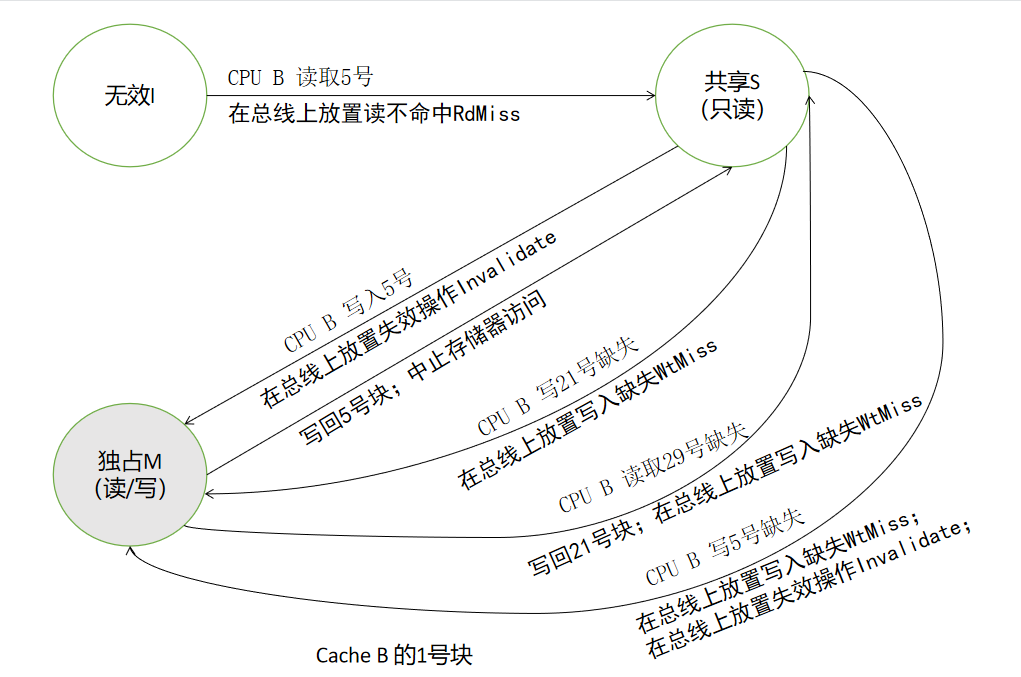 无效I
CPU B 读取5号
在总线上放置读不命中RdMiss
共享S
(只读)
CPU B 写入5号
在总线上放置失效操作Invalidate
写回5号块; 中止存储器访问
CPU B 写21号缺失
在总线上放置写入缺失WtMiss
独占M
(读/写)
CPU B 读取29号缺失
写回21号块; 在总线上放置写入缺失WtMiss
CPU B 写5号缺失
在总线上放置写入缺失WtMiss;
在总线上放置失效操作Invalidate;
Cache B 的1号块